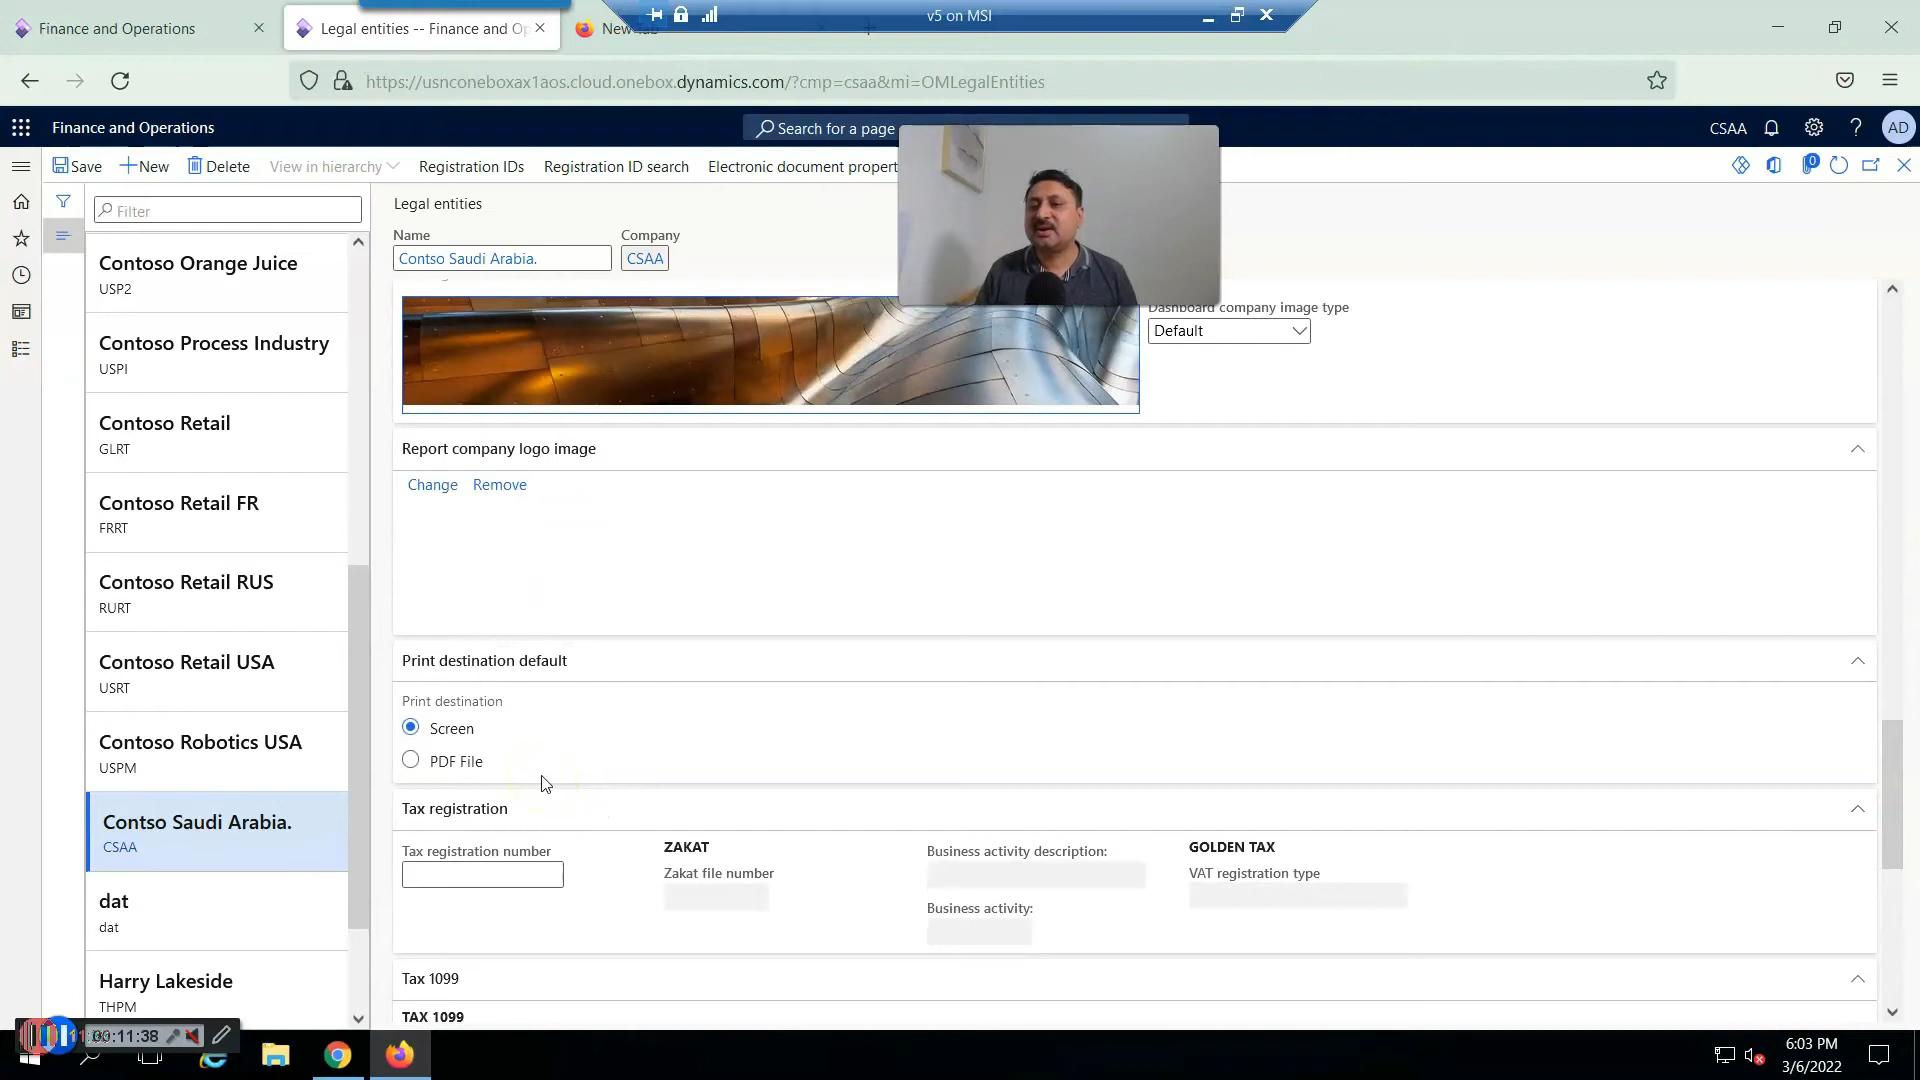 v5 on MSI
Finance and Operations
Legal entities -- Finance and Op
New Tab
https://usnconeboxax1aos.cloud.onebox.dynamics.com/?cmp=csaa&mi=OMLegalEntities
Finance and Operations
Search for a page
CSAA
?
AD
Save
New
Delete
View in hierarchy
Registration IDs
Registration ID search
Electronic document propert
0
Filter
Contoso Orange Juice
USP2
Contoso Process Industry
USPI
Contoso Retail
GLRT
Contoso Retail FR
FRRT
Contoso Retail RUS
RURT
Contoso Retail USA
USRT
Contoso Robotics USA
USPM
Contso Saudi Arabia.
CSAA
dat
dat
Harry Lakeside
THPM
Legal entities
Name
Company
Contso Saudi Arabia.
CSAA
Dashboard company image type
Default
Report company logo image
Change
Remove
Print destination default
Print destination
Screen
PDF File
Tax registration
Tax registration number
ZAKAT
Zakat file number
Business activity description:
Business activity:
GOLDEN TAX
VAT registration type
Tax 1099
TAX 1099
6:03 PM
3/6/2022